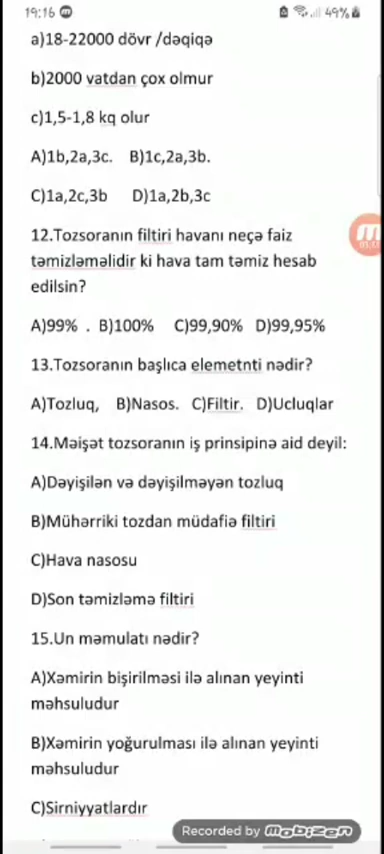 19:16
49%
a)18-22000 dövr /dəqiqə
b)2000 vatdan çox olmur
c)1,5-1,8 kq olur
A)1b,2a,3c. B)1c,2a,3b.
C)1a,2c,3b D)1a,2b,3c
12.Tozsoranın filtiri havanı neçə faiz
təmizləməlidir ki hava tam təmiz hesab
edilsin?
A)99% . B)100% C)99,90% D)99,95%
13.Tozsoranın başlıca elemetnti nədir?
A)Tozluq, B)Nasos. C)Filtir. D)Ucluqlar
14.Məişət tozsoranın iş prinsipinə aid deyil:
A)Dəyişilən və dəyişilməyən tozluq
B)Mühərriki tozdan müdafiə filtiri
C)Hava nasosu
D)Son təmizləmə filtiri
15.Un məmulatı nədir?
A)Xəmirin bişirilməsi ilə alınan yeyinti
məhsuludur
B)Xəmirin yoğurulması ilə alınan yeyinti
məhsuludur
C)Sirniyyatlardır
Recorded by Mobizen